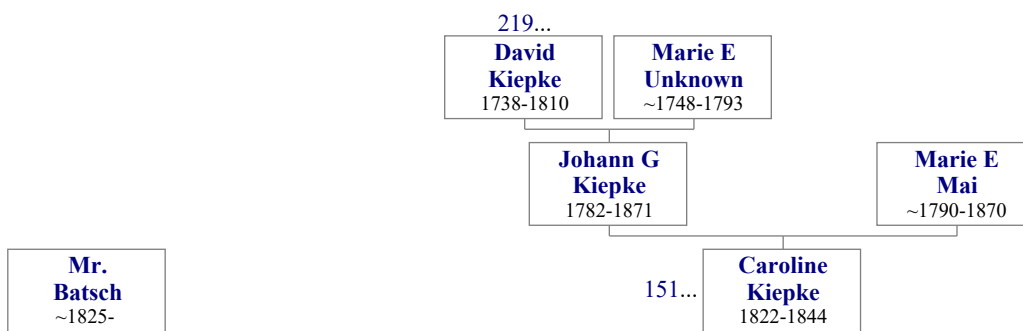 219...
David
Kiepke
1738-1810
Marie E
Unknown
~1748-1793
Johann G
Kiepke
1782-1871
Marie E
Mai
~1790-1870
Mr.
Batsch
~1825-
151...
Caroline
Kiepke
1822-1844